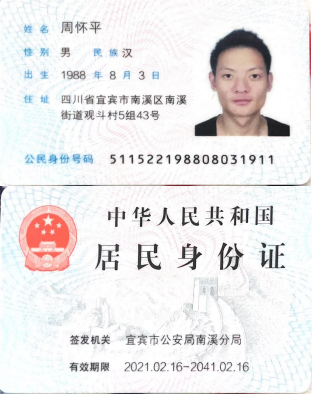 姓名 周怀平
性别 男 民族 汉
出生 1988 年 8 月 3 日
住址 四川省宜宾市南溪区南溪
街道观斗村5组43号
公民身份号码 511522198808031911
中华人民共和国
居民身份证
签发机关 宜宾市公安局南溪分局
有效期限 2021.02.16-2041.02.16